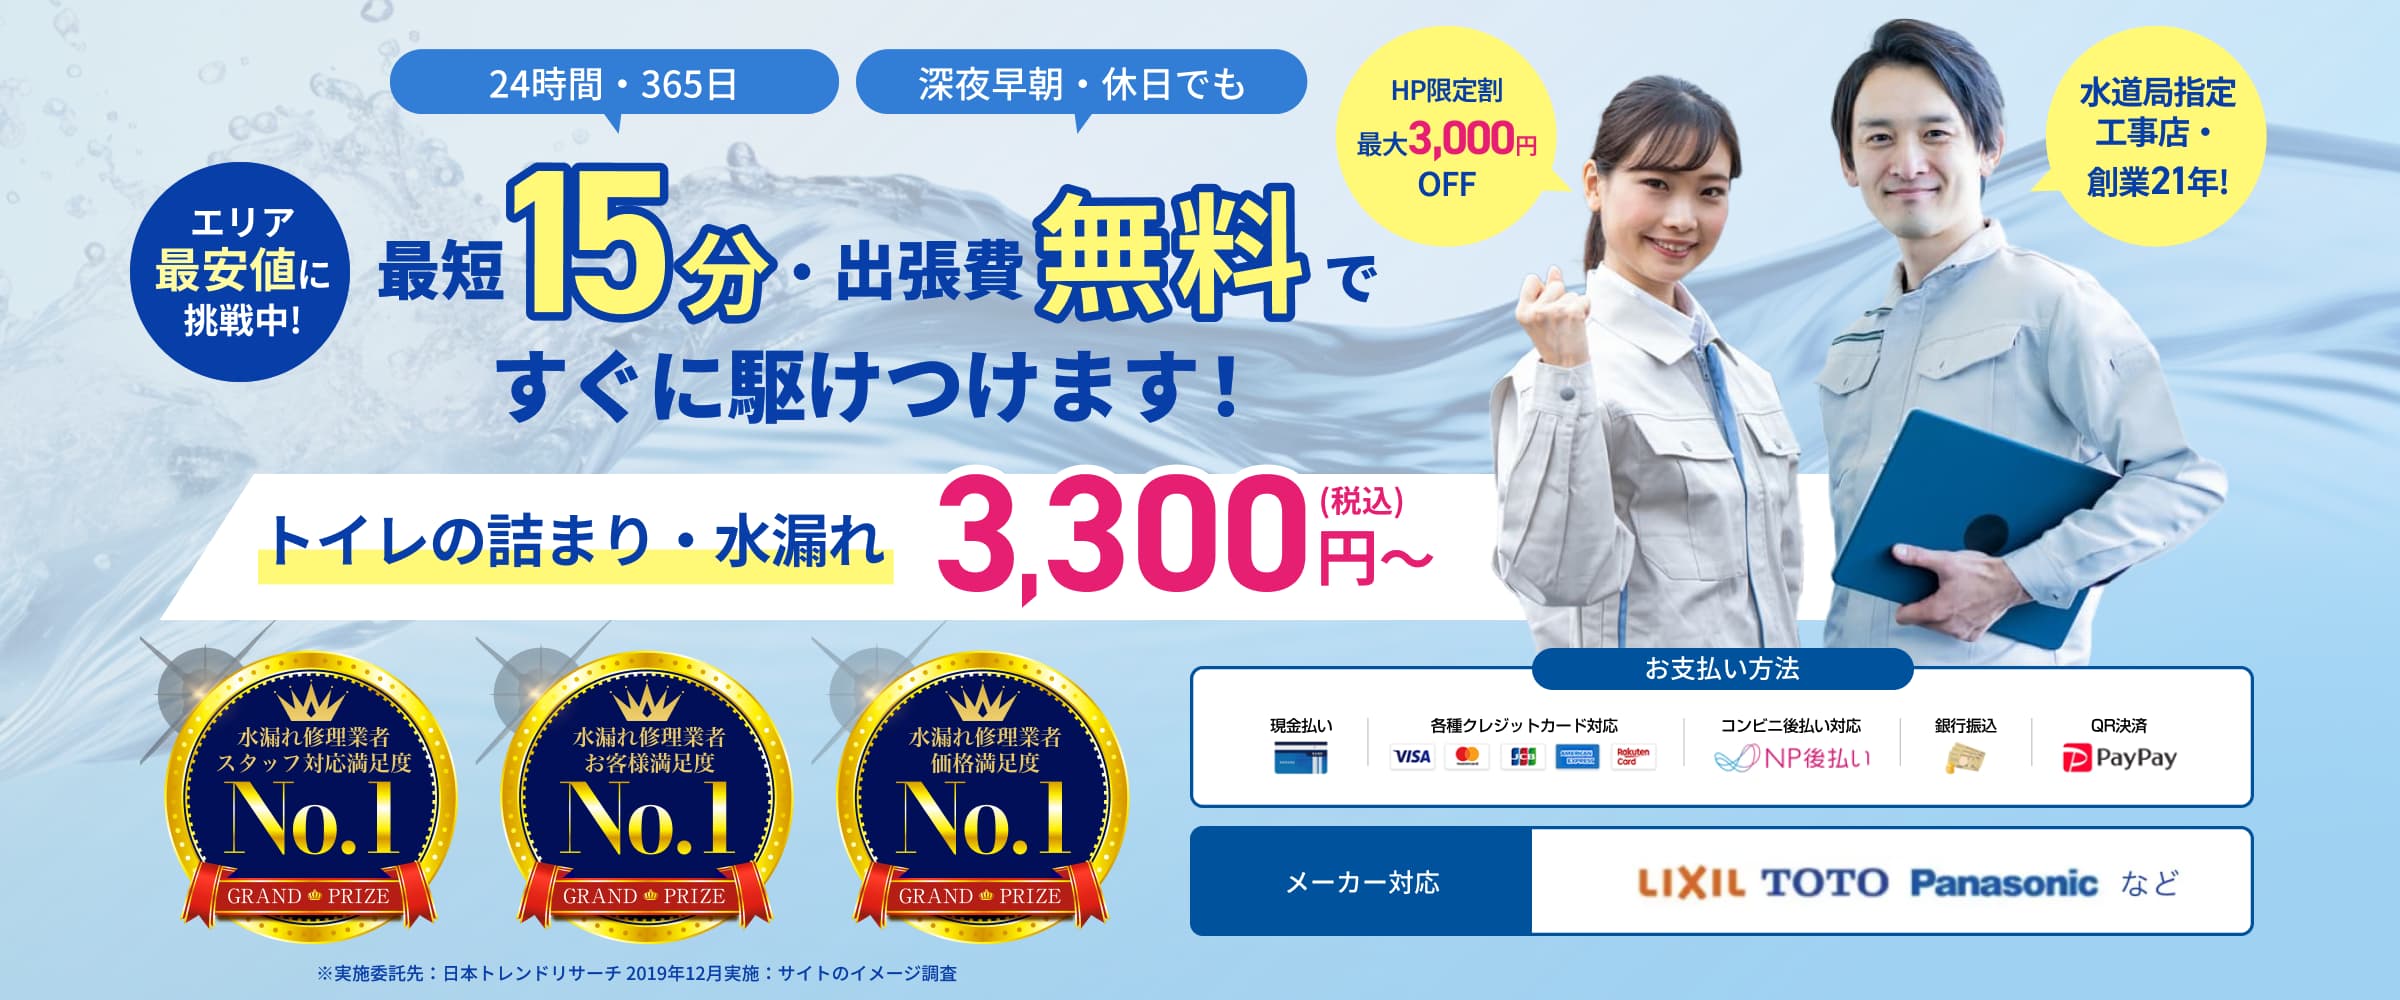 24時間・365日
深夜早朝・休日でも
HP限定割
最大3,000円
OFF
水道局指定
工事店・
創業21年!
エリア
最安値に
挑戦中!
最短15分・出張費無料で
すぐに駆けつけます!
トイレの詰まり・水漏れ 3,300円~
(税込)
水漏れ修理業者
スタッフ対応満足度
No.1
GRAND PRIZE
水漏れ修理業者
お客様満足度
No.1
GRAND PRIZE
水漏れ修理業者
価格満足度
No.1
GRAND PRIZE
※実施委託先:日本トレンドリサーチ 2019年12月実施:サイトのイメージ調査
お支払い方法
現金払い
各種クレジットカード対応
VISA
mastercard
JCB
AMERICAN EXPRESS
Rakuten Card
コンビニ後払い対応
NP後払い
銀行振込
QR決済
PayPay
メーカー対応
LIXIL TOTO Panasonic など